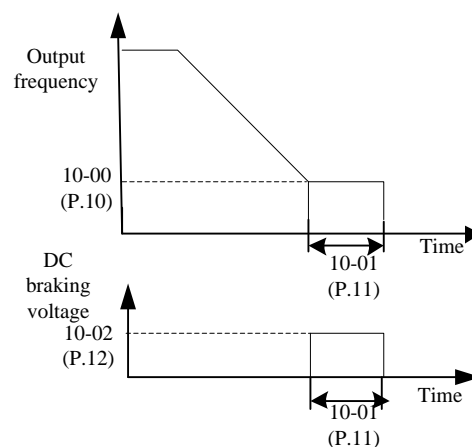 Output
frequency
10-00
(P.10)
Time
10-01
(P.11)
DC
braking
voltage
10-02
(P.12)
Time
10-01
(P.11)